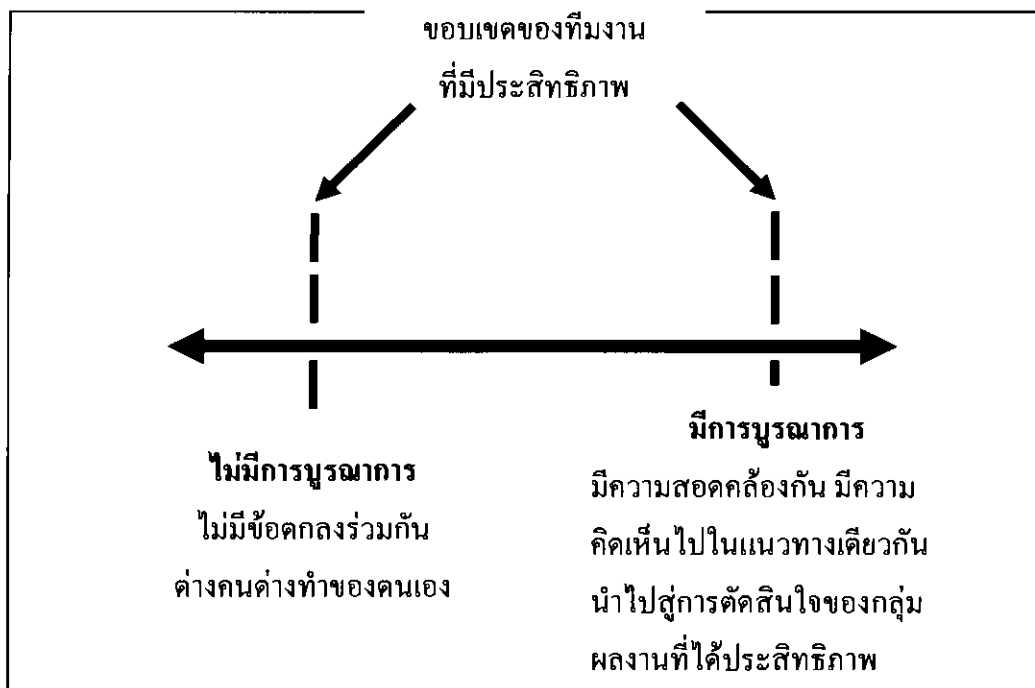 ขอบเขตของทีมงาน
ที่มีประสิทธิภาพ
ไม่มีการบูรณาการ
ไม่มีข้อตกลงร่วมกัน
ต่างคนต่างทำของตนเอง
มีการบูรณาการ
มีความสอดคล้องกัน มีความ
คิดเห็นไปในแนวทางเดียวกัน
นำไปสู่การตัดสินใจของกลุ่ม
ผลงานที่ได้ประสิทธิภาพ